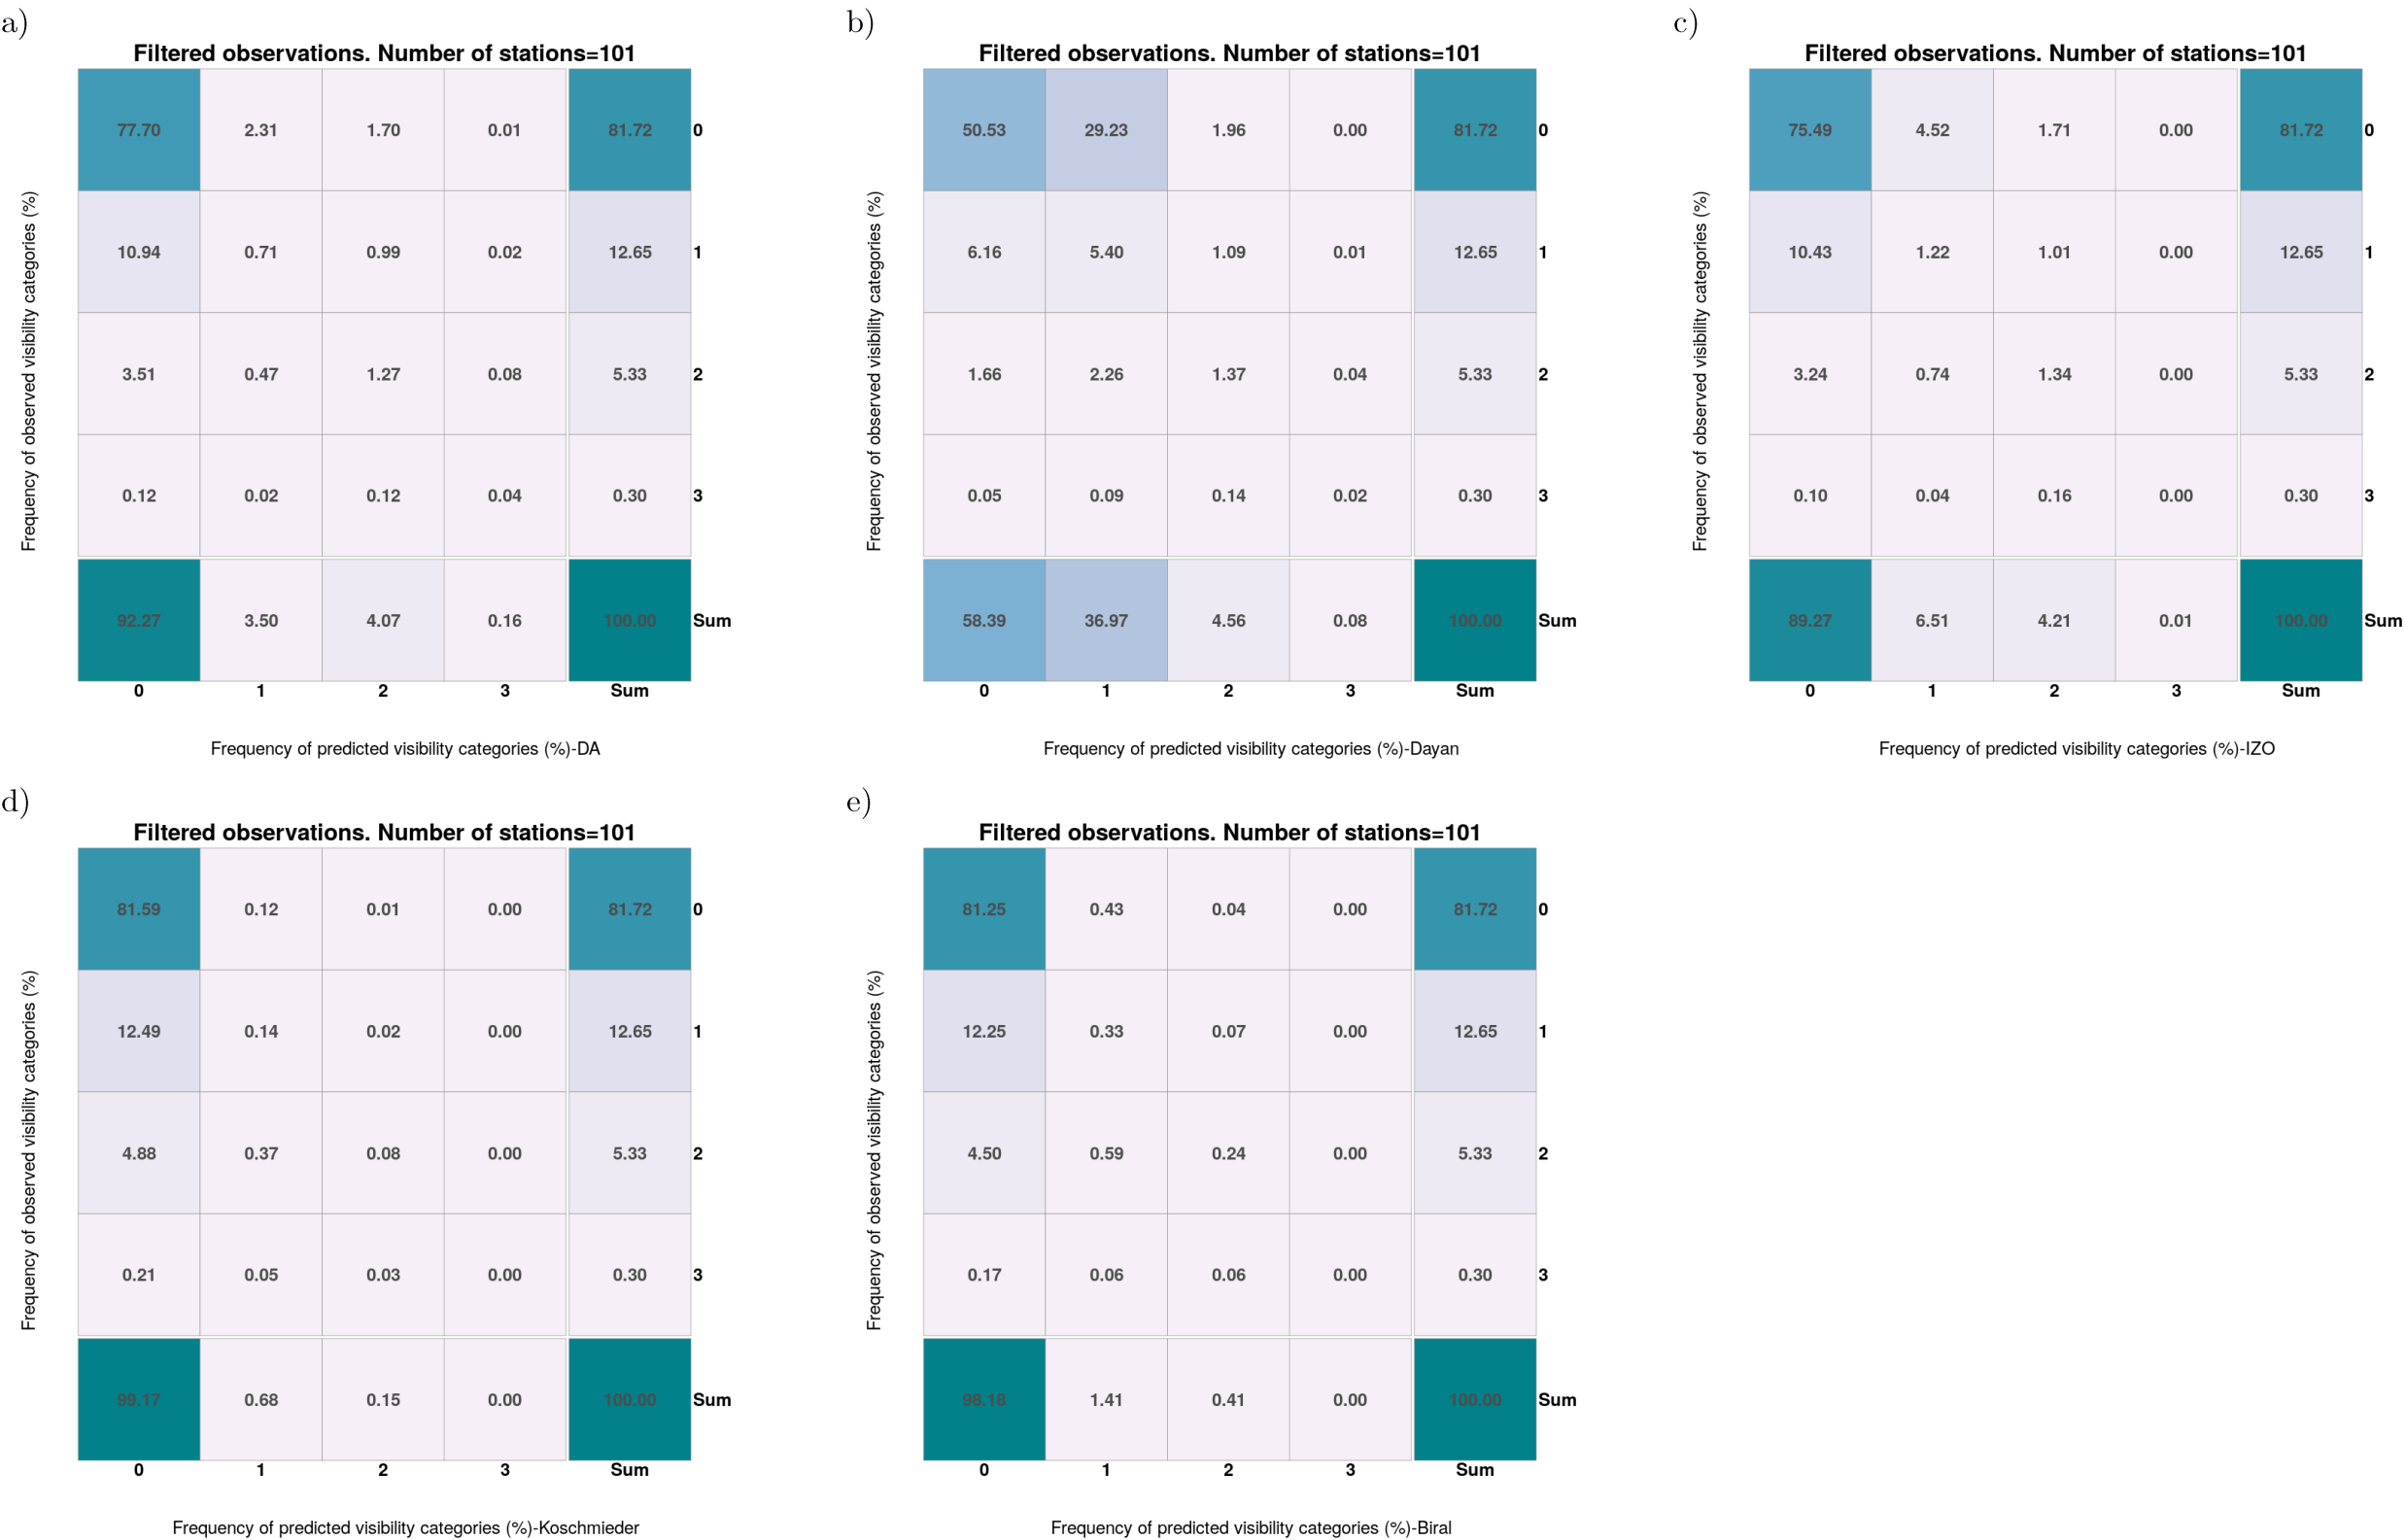 a)
Filtered observations. Number of stations=101
Frequency of observed visibility categories (%)
77.70 2.31 1.70 0.01 81.72 0
10.94 0.71 0.99 0.02 12.65 1
3.51 0.47 1.27 0.08 5.33 2
0.12 0.02 0.12 0.04 0.30 3
92.27 3.50 4.07 0.16 100.00 Sum
0 1 2 3 Sum
Frequency of predicted visibility categories (%)-DA
b)
Filtered observations. Number of stations=101
Frequency of observed visibility categories (%)
50.53 29.23 1.96 0.00 81.72 0
6.16 5.40 1.09 0.01 12.65 1
1.66 2.26 1.37 0.04 5.33 2
0.05 0.09 0.14 0.02 0.30 3
58.39 36.97 4.56 0.08 100.00 Sum
0 1 2 3 Sum
Frequency of predicted visibility categories (%)-Dayan
c)
Filtered observations. Number of stations=101
Frequency of observed visibility categories (%)
75.49 4.52 1.71 0.00 81.72 0
10.43 1.22 1.01 0.00 12.65 1
3.24 0.74 1.34 0.00 5.33 2
0.10 0.04 0.16 0.00 0.30 3
89.27 6.51 4.21 0.01 100.00 Sum
0 1 2 3 Sum
Frequency of predicted visibility categories (%)-IZO
d)
Filtered observations. Number of stations=101
Frequency of observed visibility categories (%)
81.59 0.12 0.01 0.00 81.72 0
12.49 0.14 0.02 0.00 12.65 1
4.88 0.37 0.08 0.00 5.33 2
0.21 0.05 0.03 0.00 0.30 3
99.17 0.68 0.15 0.00 100.00 Sum
0 1 2 3 Sum
Frequency of predicted visibility categories (%)-Koschmieder
e)
Filtered observations. Number of stations=101
Frequency of observed visibility categories (%)
81.25 0.43 0.04 0.00 81.72 0
12.25 0.33 0.07 0.00 12.65 1
4.50 0.59 0.24 0.00 5.33 2
0.17 0.06 0.06 0.00 0.30 3
98.18 1.41 0.41 0.00 100.00 Sum
0 1 2 3 Sum
Frequency of predicted visibility categories (%)-Biral